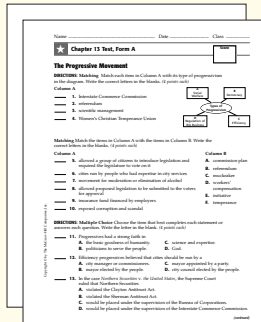 Name Date Class
Chapter 13 Test, Form A
Score
The Progressive Movement
DIRECTIONS: Matching Match each item in Column A with its type of progressivism
in the diagram. Write the correct letters in the blanks. (4 points each)
Column A
1. Interstate Commerce Commission
2. referendum
3. scientific management
4. Women's Christian Temperance Union
A
Social
Welfare
B
Democracy
Types of
Progressivism
C
Regulation of
Big Business
D
Efficiency
Matching Match the items in Column A with the items in Column B. Write the
correct letters in the blanks. (4 points each)
Column A
Column B
5. allowed a group of citizens to introduce legislation and
required the legislature to vote on it
6. cities run by people who had expertise in city services
7. movement for moderation or elimination of alcohol
8. allowed proposed legislation to be submitted to the voters
for approval
9. insurance fund financed by employers
10. exposed corruption and scandal
A. commission plan
B. referendum
C. muckraker
D. workers'
compensation
E. initiative
F. temperance
DIRECTIONS: Multiple Choice Choose the item that best completes each statement or
answers each question. Write the letter in the blank. (4 points each)
11. Progressives had a strong faith in
A. the basic goodness of humanity. C. science and expertise.
B. politicians to serve the people. D. God.
12. Efficiency progressives believed that cities should be run by a
A. city manager or commissioners. C. mayor appointed by a party.
B. mayor elected by the people. D. city council elected by the people.
13. In the case Northern Securities v. the United States, the Supreme Court
ruled that Northern Securities
A. violated the Clayton Antitrust Act.
B. violated the Sherman Antitrust Act.
C. would be placed under the supervision of the Bureau of Corporations.
D. would be placed under the supervision of the Interstate Commerce Commission.
(continued)